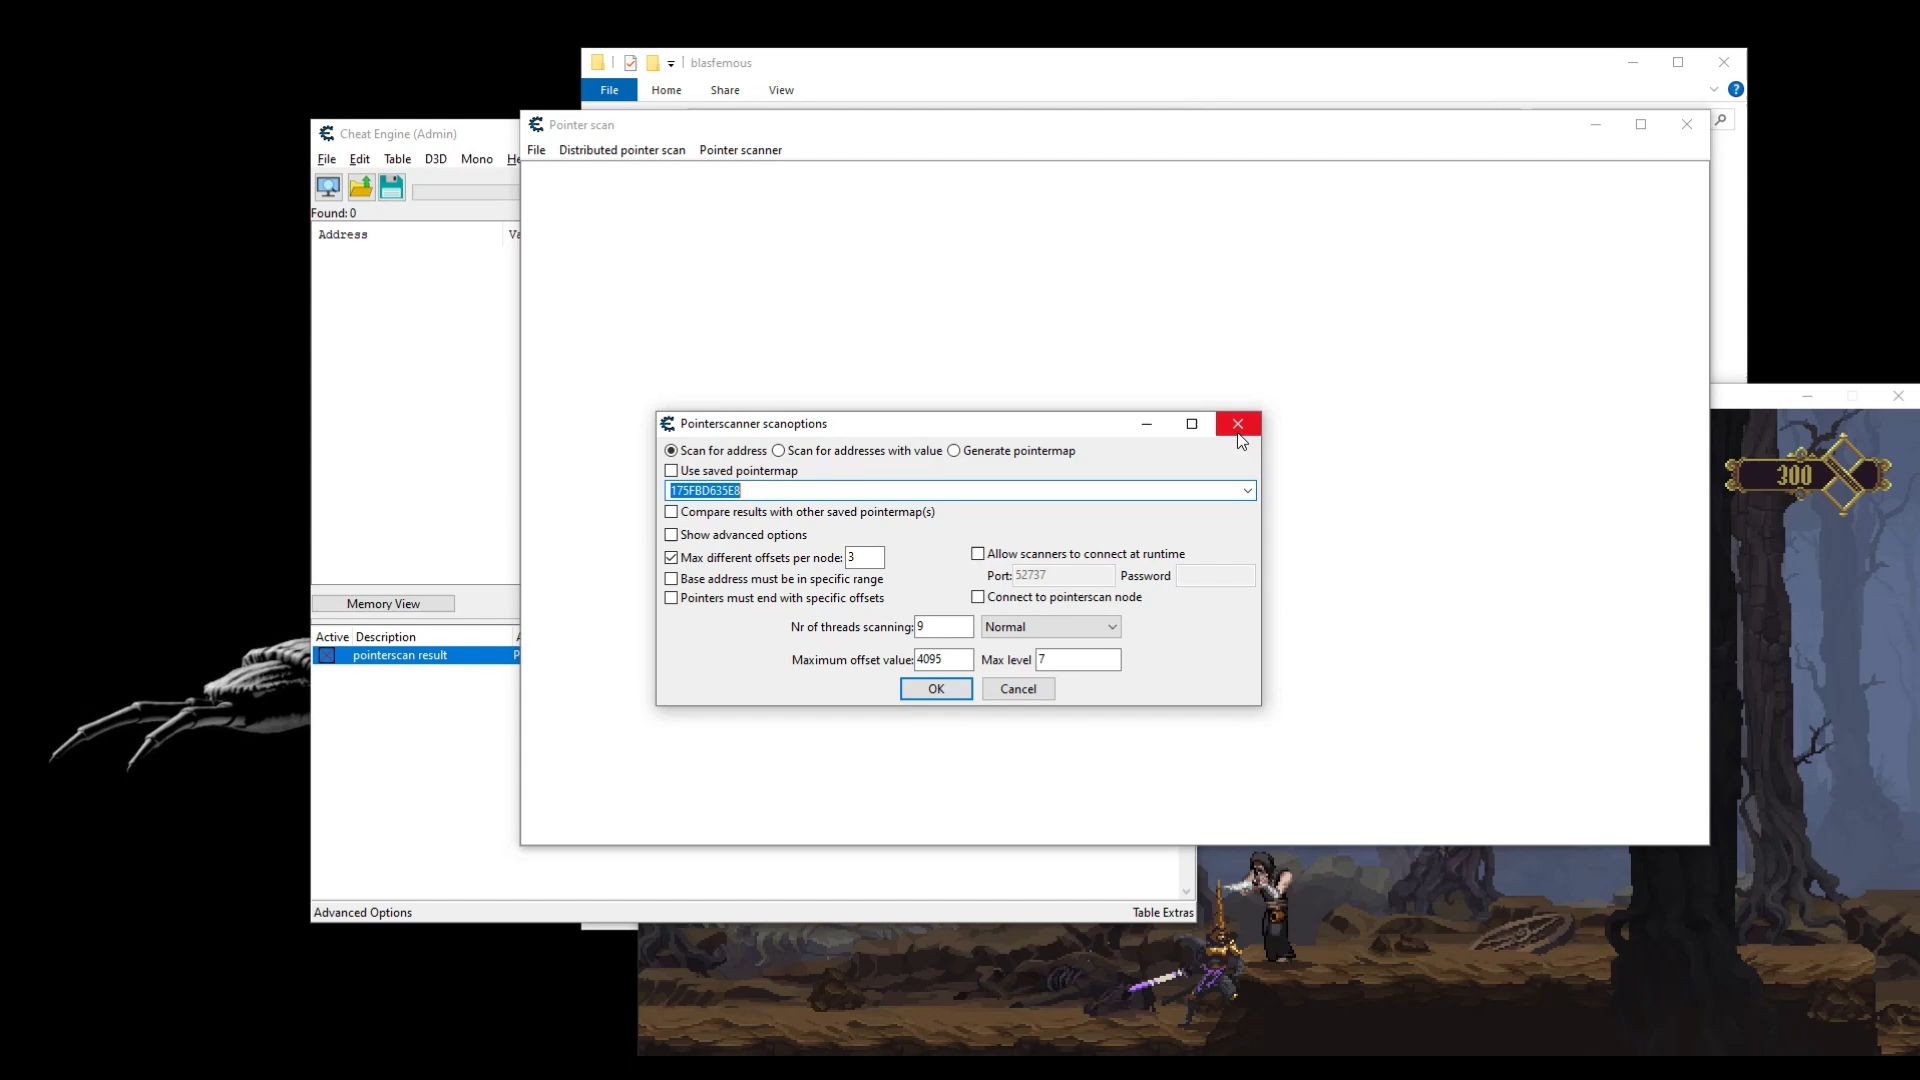 blasfemous
File Home Share View
Pointer scan
File Distributed pointer scan Pointer scanner
Cheat Engine (Admin)
File Edit Table D3D Mono
Found: 0
Address
Pointerscanner scanoptions
Scan for address Scan for addresses with value Generate pointermap
Use saved pointermap
175FBD635E8
Compare results with other saved pointermap(s)
Show advanced options
Max different offsets per node: 3
Allow scanners to connect at runtime
Base address must be in specific range
Port: 52737 Password
Pointers must end with specific offsets
Connect to pointerscan node
Nr of threads scanning: 9 Normal
Maximum offset value: 4095 Max level 7
OK Cancel
Memory View
Active Description
pointerscan result
Advanced Options Table Extras
300